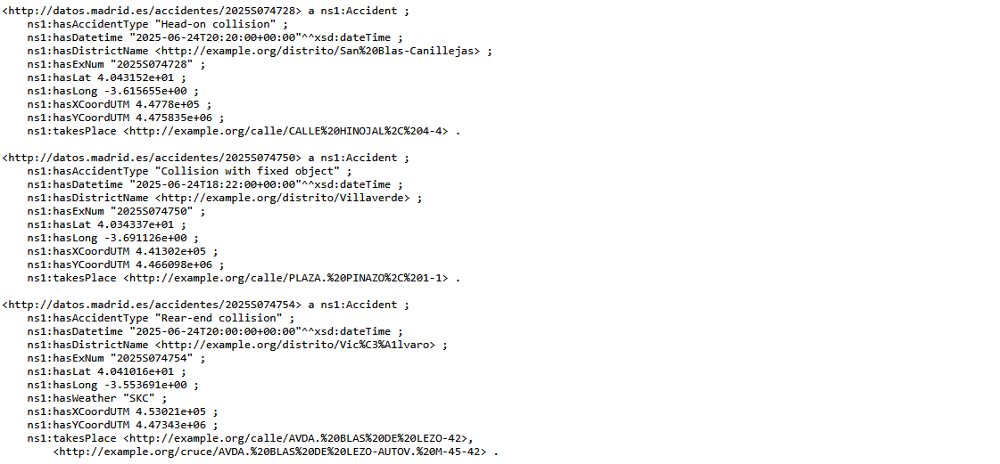 <http://datos.madrid.es/accidentes/2025S074728> a ns1:Accident ;
ns1:hasAccidentType "Head-on collision" ;
ns1:hasDatetime "2025-06-24T20:20:00+00:00"^^xsd:dateTime ;
ns1:hasDistrictName <http://example.org/distrito/San%20Blas-Canillejas> ;
ns1:hasExNum "2025S074728" ;
ns1:hasLat 4.043152e+01 ;
ns1:hasLong -3.615655e+00 ;
ns1:hasXCoordUTM 4.4778e+05 ;
ns1:hasYCoordUTM 4.475835e+06 ;
ns1:takesPlace <http://example.org/calle/CALLE%20HINOJAL%2C%204-4> .
<http://datos.madrid.es/accidentes/2025S074750> a ns1:Accident ;
ns1:hasAccidentType "Collision with fixed object" ;
ns1:hasDatetime "2025-06-24T18:22:00+00:00"^^xsd:dateTime ;
ns1:hasDistrictName <http://example.org/distrito/Villaverde> ;
ns1:hasExNum "2025S074750" ;
ns1:hasLat 4.034337e+01 ;
ns1:hasLong -3.691126e+00 ;
ns1:hasXCoordUTM 4.41302e+05 ;
ns1:hasYCoordUTM 4.466098e+06 ;
ns1:takesPlace <http://example.org/calle/PLAZA.%20PINAZO%2C%201-1> .
<http://datos.madrid.es/accidentes/2025S074754> a ns1:Accident ;
ns1:hasAccidentType "Rear-end collision" ;
ns1:hasDatetime "2025-06-24T20:00:00+00:00"^^xsd:dateTime ;
ns1:hasDistrictName <http://example.org/distrito/Vic%C3%A1lvaro> ;
ns1:hasExNum "2025S074754" ;
ns1:hasLat 4.041016e+01 ;
ns1:hasLong -3.553691e+00 ;
ns1:hasWeather "SKC" ;
ns1:hasXCoordUTM 4.53021e+05 ;
ns1:hasYCoordUTM 4.47343e+06 ;
ns1:takesPlace <http://example.org/calle/AVDA.%20BLAS%20DE%20LEZO-42>,
<http://example.org/cruce/AVDA.%20BLAS%20DE%20LEZO-AUTOV.%20M-45-42> .